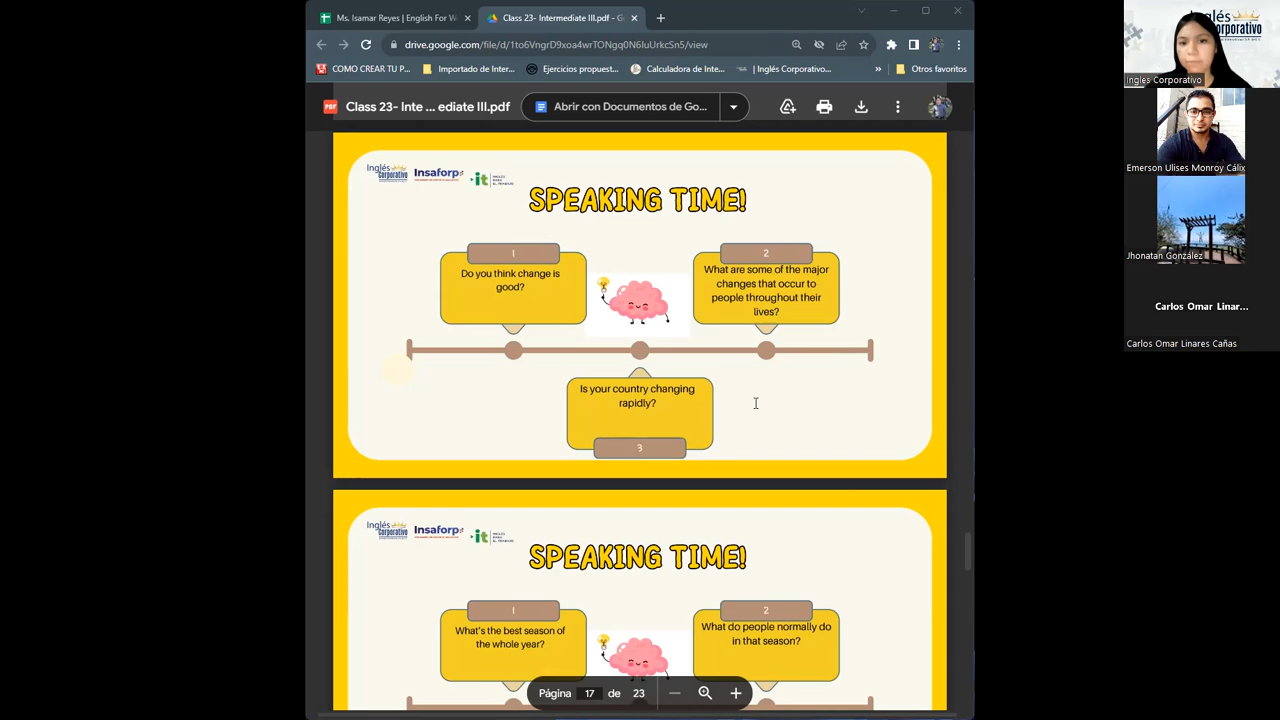 Ms. Isamar Reyes | English For W
Class 23- Intermediate III.pdf - G
drive.google.com/file/d/1to6VngrD9xoa4wrTONgq0N6IuUrkcSn5/view
COMO CREAR TU P...
Importado de Inter...
Ejercicios propuest...
Calculadora de Inte...
| Inglés Corporativo...
»
Otros favoritos
PDF
Class 23- Inte ... ediate III.pdf
Abrir con Documentos de Go...
Inglés
Corporativo
Insaforp
it
SPEAKING TIME!
1
Do you think change is
good?
2
What are some of the major
changes that occur to
people throughout their
lives?
Is your country changing
rapidly?
3
Inglés
Corporativo
Insaforp
it
SPEAKING TIME!
1
What's the best season of
the whole year?
2
What do people normally do
in that season?
Página 17 de 23
Inglés Corporativo
Emerson Ulises Monroy Cálix
Jhonatan González
Carlos Omar Linar...
Carlos Omar Linares Cañas